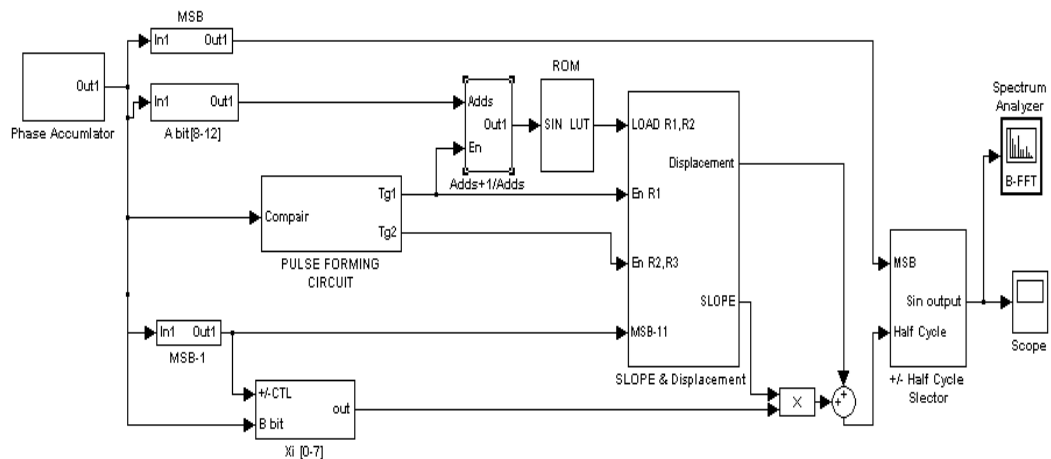 MSB
In1 Out1
Out1
Phase Accumlator
In1 Out1
A bit[8-12]
Adds
Out1
En
Adds+1/Adds
ROM
SIN LUT
LOAD R1,R2
Displacement
En R1
En R2,R3
SLOPE
MSB-11
SLOPE & Displacement
Compair
Tg1
Tg2
PULSE FORMING
CIRCUIT
In1 Out1
MSB-1
+/-CTL
out
B bit
Xi [0-7]
X
+
+
MSB
Sin output
Half Cycle
+/- Half Cycle
Slector
Spectrum
Analyzer
B-FFT
Scope